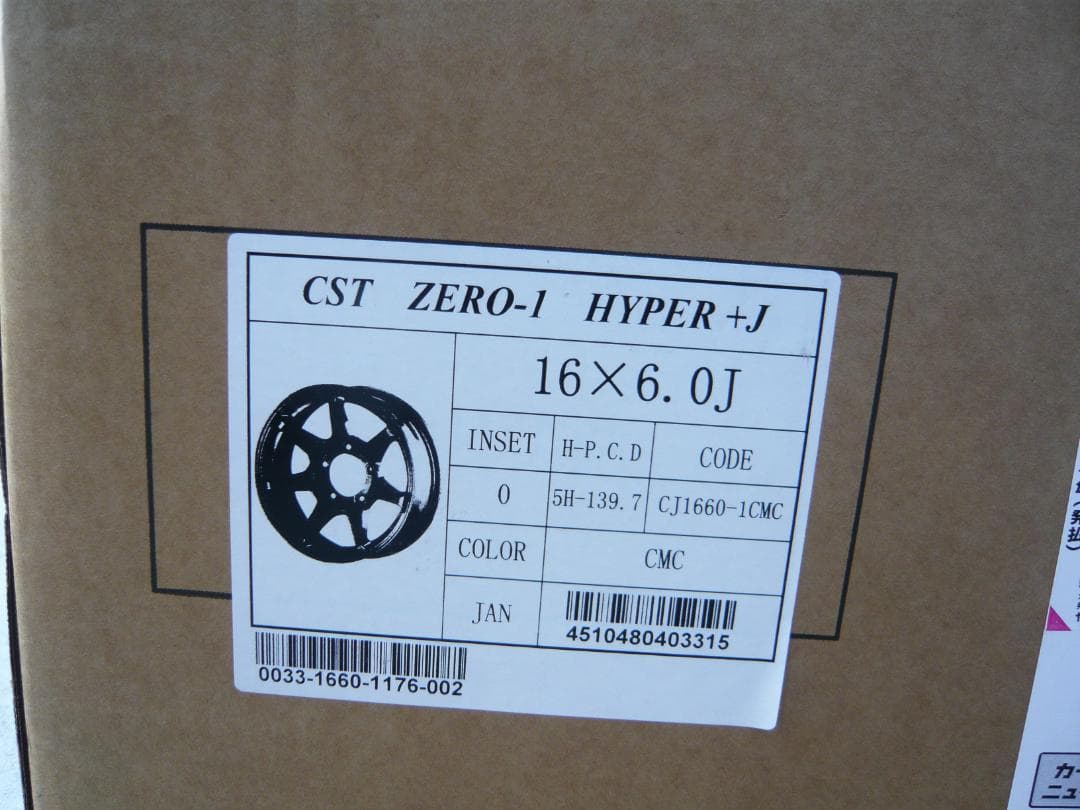 CST ZERO-1 HYPER +J
16×6.0J
INSET H-P.C.D CODE
0 5H-139.7 CJ1660-1CMC
COLOR CMC
JAN
4510480403315
0033-1660-1176-002